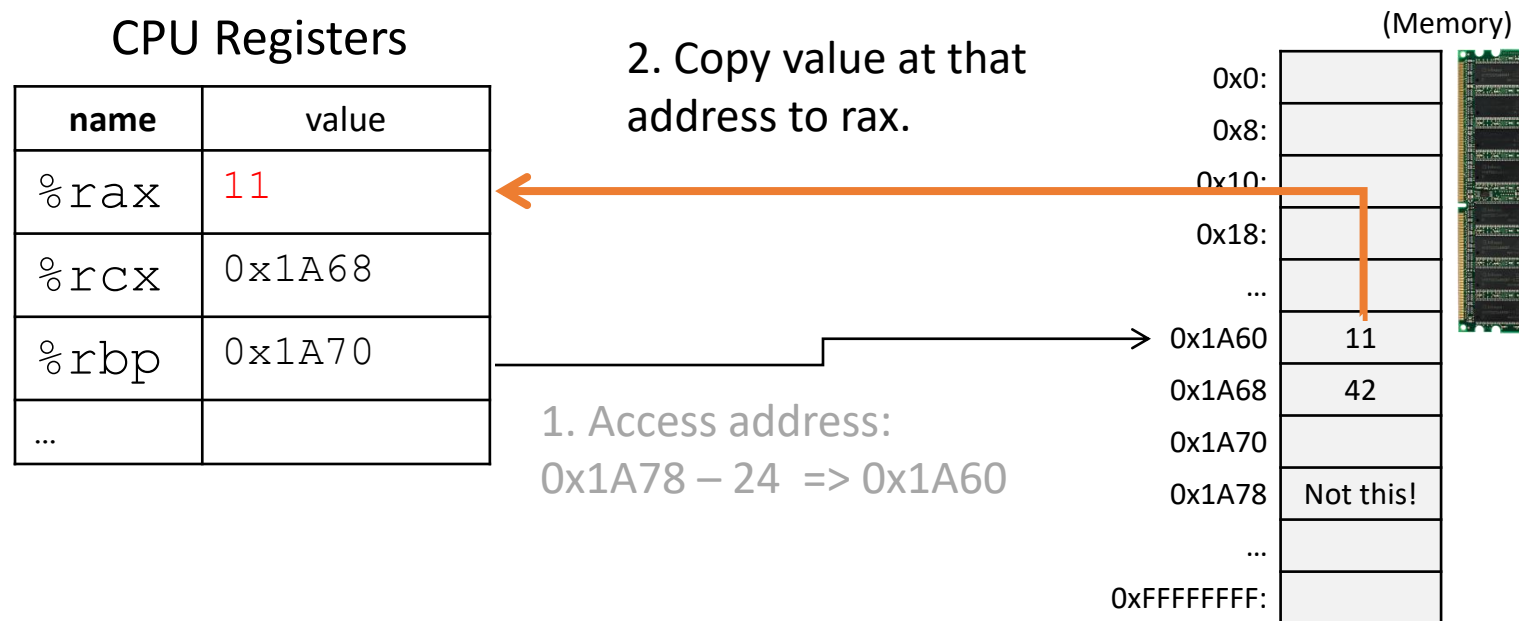 CPU Registers
name value
%rax 11
%rcx 0x1A68
%rbp 0x1A70
…
2. Copy value at that
address to rax.
1. Access address:
0x1A78 – 24 => 0x1A60
(Memory)
0x0:
0x8:
0x10:
0x18:
…
0x1A60 11
0x1A68 42
0x1A70
0x1A78 Not this!
…
0xFFFFFFFF: